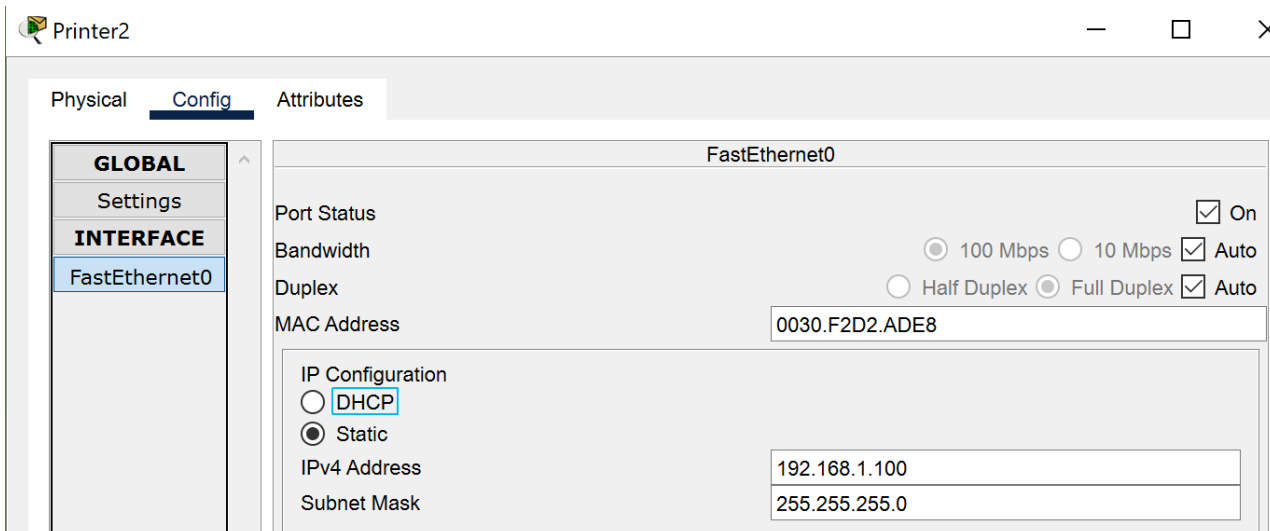 Printer2
Physical Config Attributes
GLOBAL
Settings
INTERFACE
FastEthernet0
FastEthernet0
Port Status On
Bandwidth 100 Mbps 10 Mbps Auto
Duplex Half Duplex Full Duplex Auto
MAC Address 0030.F2D2.ADE8
IP Configuration
DHCP
Static
IPv4 Address 192.168.1.100
Subnet Mask 255.255.255.0